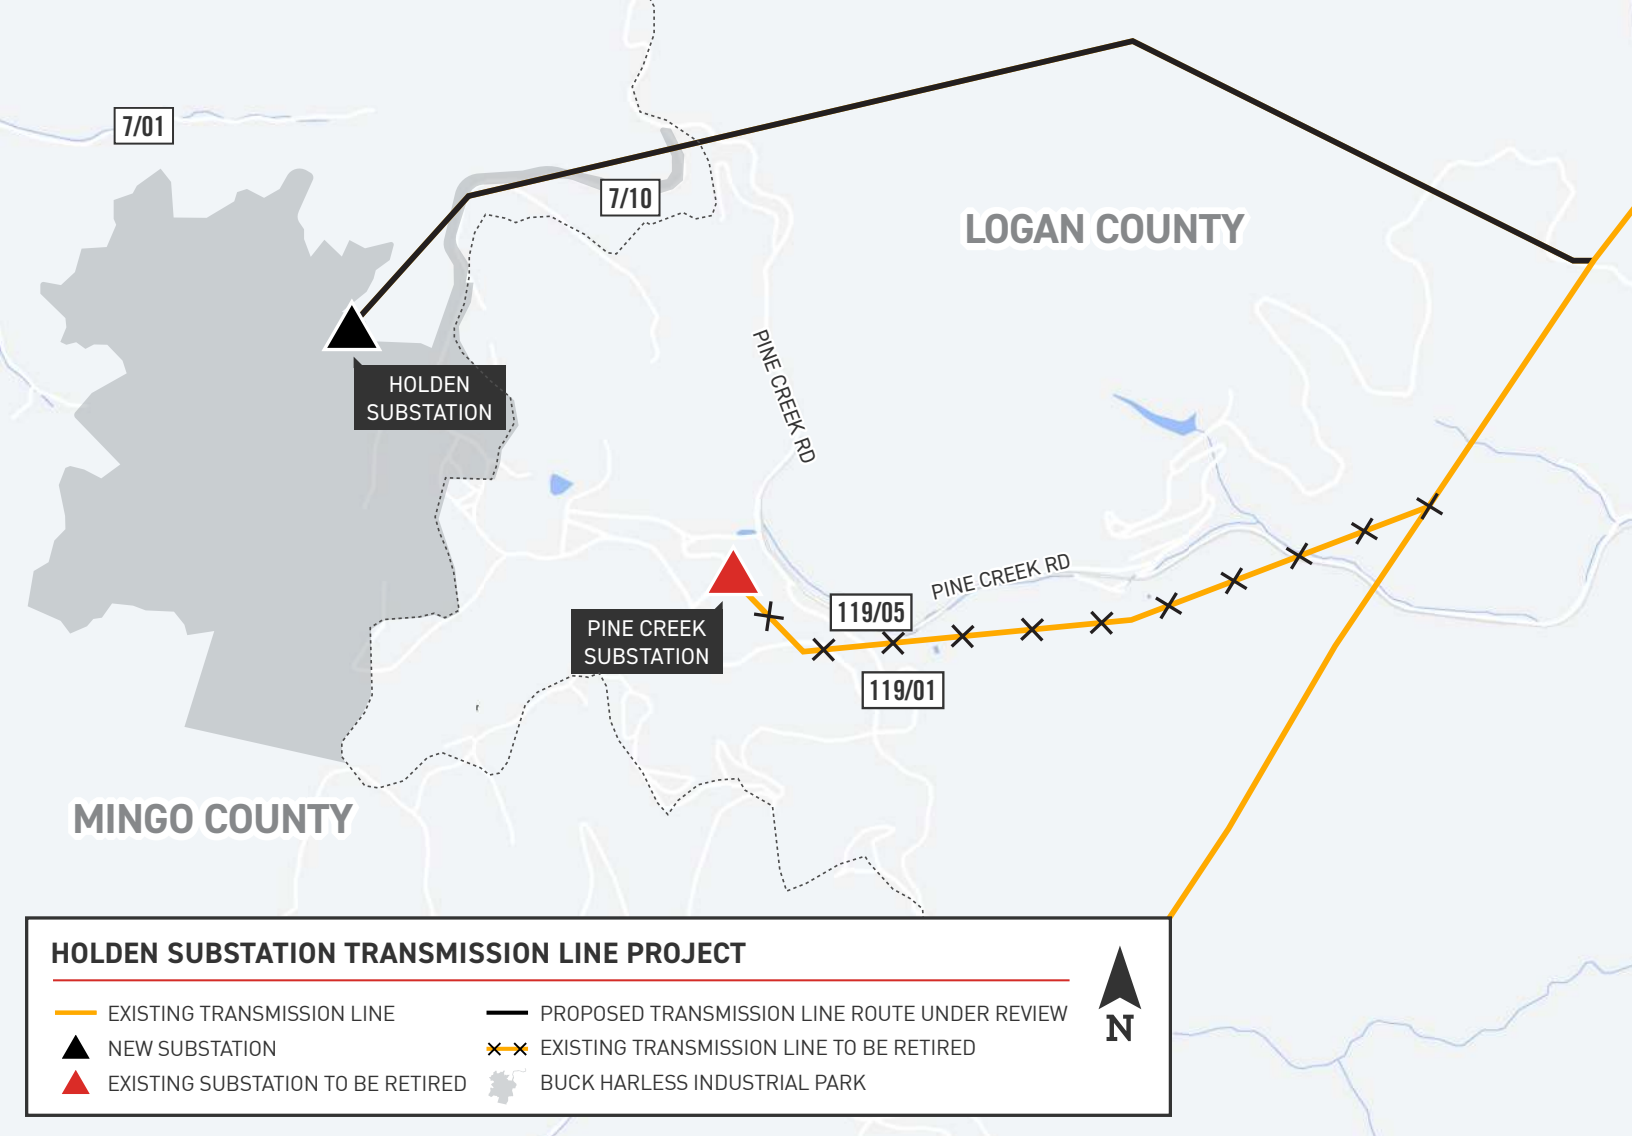 7/01
7/10
LOGAN COUNTY
PINE CREEK RD
HOLDEN
SUBSTATION
PINE CREEK RD
119/05
PINE CREEK
SUBSTATION
119/01
MINGO COUNTY
HOLDEN SUBSTATION TRANSMISSION LINE PROJECT
EXISTING TRANSMISSION LINE
NEW SUBSTATION
EXISTING SUBSTATION TO BE RETIRED
PROPOSED TRANSMISSION LINE ROUTE UNDER REVIEW
EXISTING TRANSMISSION LINE TO BE RETIRED
BUCK HARLESS INDUSTRIAL PARK
N